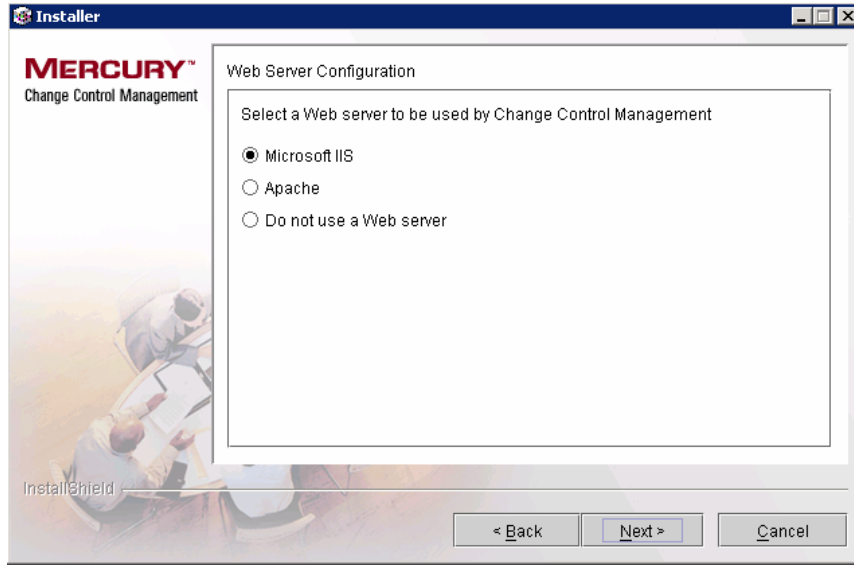 Installer
MERCURY™
Change Control Management
Web Server Configuration
Select a Web server to be used by Change Control Management
Microsoft IIS
Apache
Do not use a Web server
InstallShield
< Back
Next >
Cancel